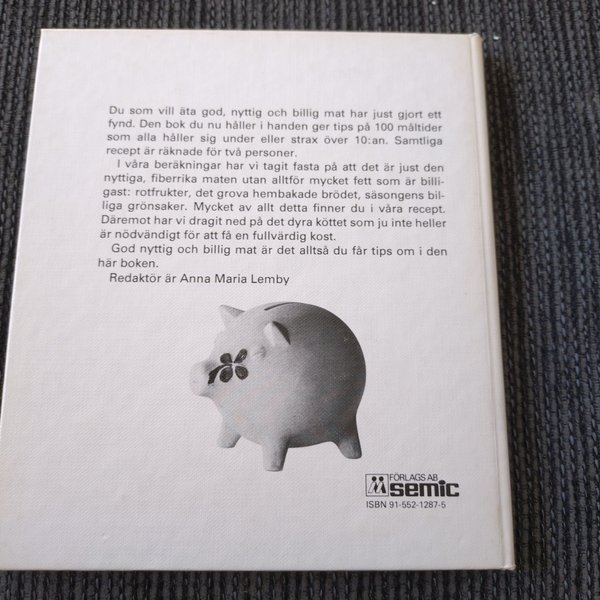 Du som vill äta god, nyttig och billig mat har just gjort ett
fynd. Den bok du nu håller i handen ger tips på 100 måltider
som alla håller sig under eller strax över 10:an. Samtliga
recept är räknade för två personer.
I våra beräkningar har vi tagit fasta på att det är just den
nyttiga, fiberrika maten utan alltför mycket fett som är billi-
gast: rotfrukter, det grova hembakade brödet, säsongens bil-
liga grönsaker. Mycket av allt detta finner du i våra recept.
Däremot har vi dragit ned på det dyra köttet som ju inte heller
är nödvändigt för att få en fullvärdig kost.
God nyttig och billig mat är det alltså du får tips om i den
här boken.
Redaktör är Anna Maria Lemby
FÖRLAGS AB
semic
ISBN 91-552-1287-5